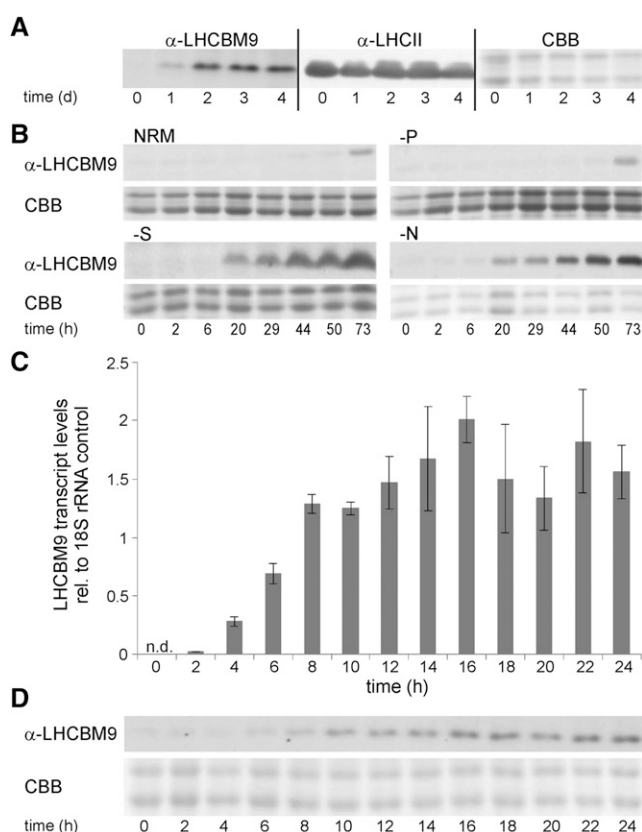 A
α-LHCBM9 α-LHCII CBB
time (d) 0 1 2 3 4 0 1 2 3 4 0 1 2 3 4
B
NRM -P
α-LHCBM9
CBB
-S -N
α-LHCBM9
CBB
time (h) 0 2 6 20 29 44 50 73 0 2 6 20 29 44 50 73
C
LHCBM9 transcript levels
rel. to 18S rRNA control
2.5
2
1.5
1
0.5
0
n.d.
0 2 4 6 8 10 12 14 16 18 20 22 24
time (h)
D
α-LHCBM9
CBB
time (h) 0 2 4 6 8 10 12 14 16 18 20 22 24